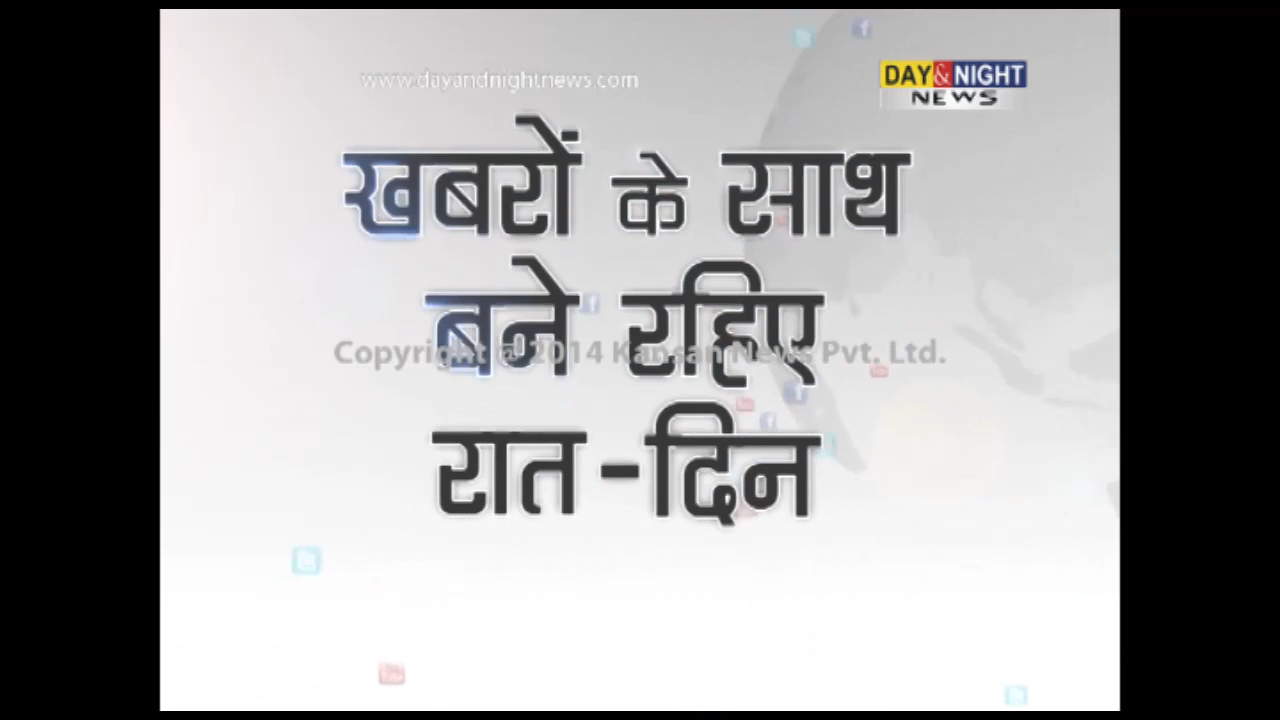 www.dayandnightnews.com
DAY&NIGHT
NEWS
खबरों के साथ
बने रहिए
Copyright @ 2014 Kansan News Pvt. Ltd.
रात-दिन